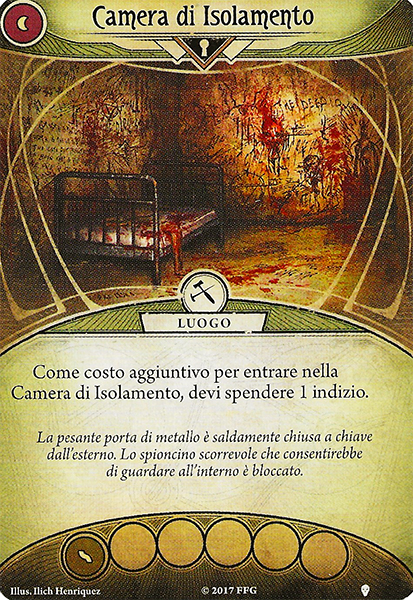 Camera di Isolamento
THE DEEP
LUOGO
Come costo aggiuntivo per entrare nella
Camera di Isolamento, devi spendere 1 indizio.
La pesante porta di metallo è saldamente chiusa a chiave
dall'esterno. Lo spioncino scorrevole che consentirebbe
di guardare all'interno è bloccato.
Illus. Ilich Henriquez
© 2017 FFG